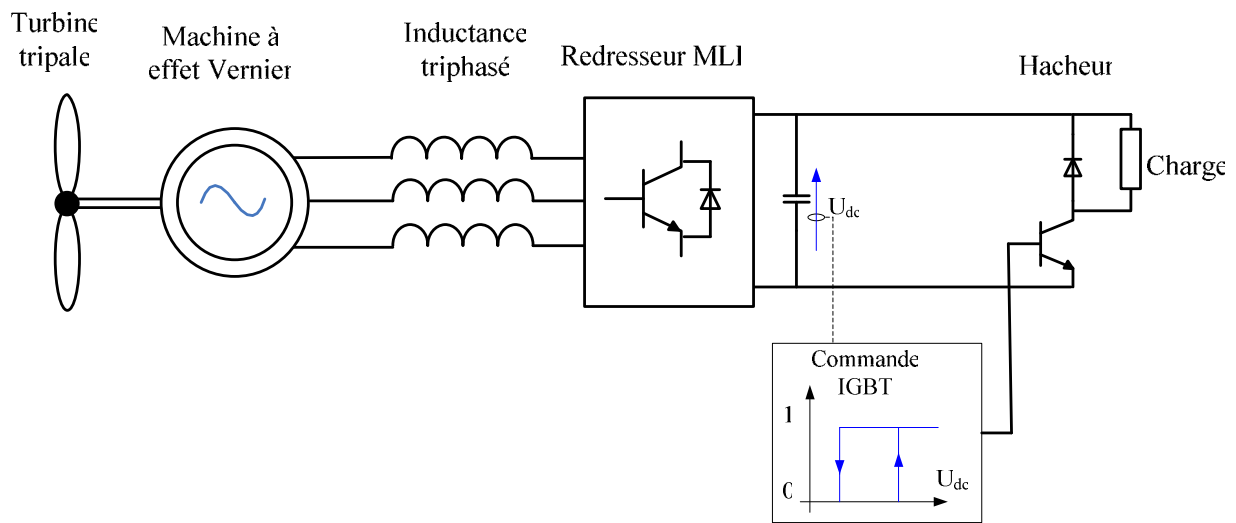 Turbine
tripale
Machine à
effet Vernier
Inductance
triphasé
Redresseur MLI
Hacheur
Charge
Udc
Commande
IGBT
1
0
Udc